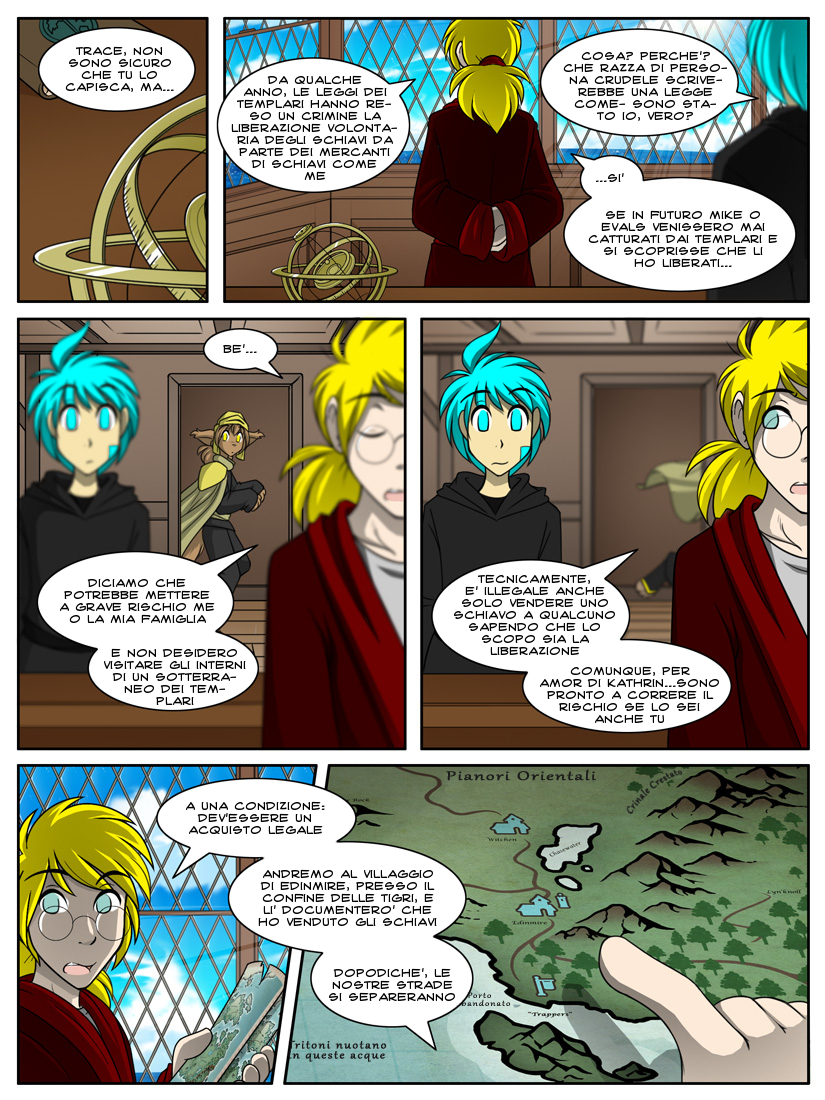 TRACE, NON
SONO SICURO
CHE TU LO
CAPISCA, MA...
DA QUALCHE
ANNO, LE LEGGI DEI
TEMPLARI HANNO RE-
SO UN CRIMINE LA
LIBERAZIONE VOLONTA-
RIA DEGLI SCHIAVI DA
PARTE DEI MERCANTI
DI SCHIAVI COME
ME
COSA? PERCHE'?
CHE RAZZA DI PERSO-
NA CRUDELE SCRIVE-
REBBE UNA LEGGE
COME- SONO STA-
TO IO, VERO?
...SI'
SE IN FUTURO MIKE O
EVALS VENISSERO MAI
CATTURATI DAI TEMPLARI E
SI SCOPRISSE CHE LI
HO LIBERATI...
BE'...
DICIAMO CHE
POTREBBE METTERE
A GRAVE RISCHIO ME
O LA MIA FAMIGLIA
E NON DESIDERO
VISITARE GLI INTERNI
DI UN SOTTERRA-
NEO DEI TEM-
PLARI
TECNICAMENTE,
E' ILLEGALE ANCHE
SOLO VENDERE UNO
SCHIAVO A QUALCUNO
SAPENDO CHE LO
SCOPO SIA LA
LIBERAZIONE
COMUNQUE, PER
AMOR DI KATHRIN...SONO
PRONTO A CORRERE IL
RISCHIO SE LO SEI
ANCHE TU
A UNA CONDIZIONE:
DEV'ESSERE UN
ACQUISTO LEGALE
ANDREMO AL VILLAGGIO
DI EDINMIRE, PRESSO IL
CONFINE DELLE TIGRI, E
LI' DOCUMENTERO' CHE
HO VENDUTO GLI SCHIAVI
DOPODICHE', LE
NOSTRE STRADE
SI SEPARERANNO
Pianori Orientali
Crinale Crestato
Witchen
Chasewater
Lyn'knoll
Edinmire
Porto
bandonato
"Trappers"
Tritoni nuotano
in queste acque